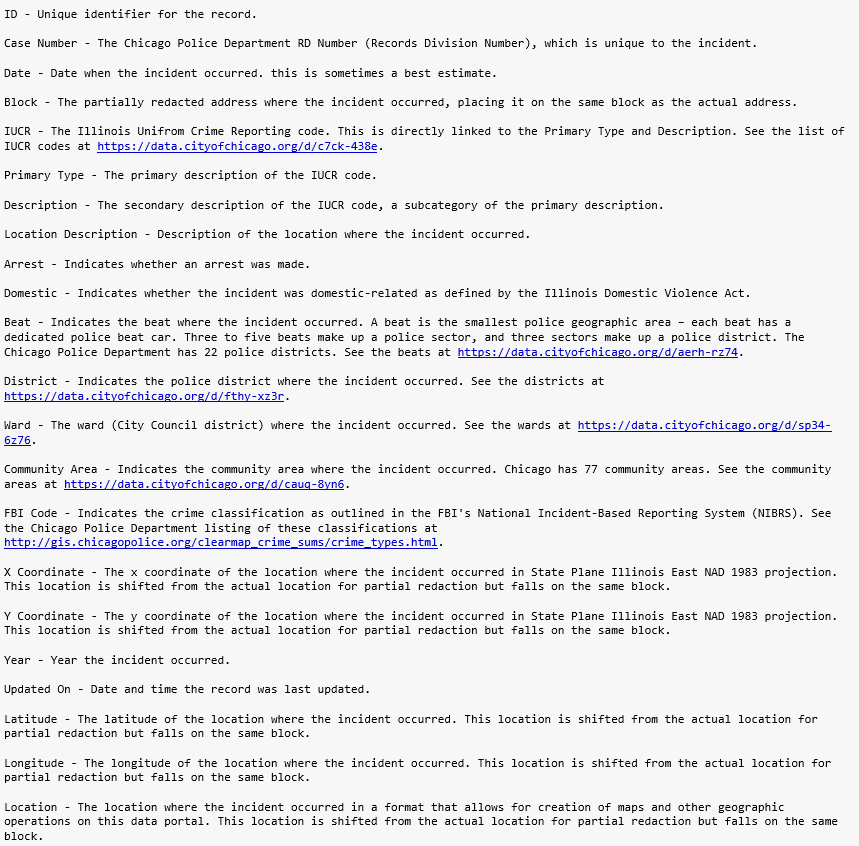 ID - Unique identifier for the record.
Case Number - The Chicago Police Department RD Number (Records Division Number), which is unique to the incident.
Date - Date when the incident occurred. this is sometimes a best estimate.
Block - The partially redacted address where the incident occurred, placing it on the same block as the actual address.
IUCR - The Illinois Unifrom Crime Reporting code. This is directly linked to the Primary Type and Description. See the list of
IUCR codes at https://data.cityofchicago.org/d/c7ck-438e.
Primary Type - The primary description of the IUCR code.
Description - The secondary description of the IUCR code, a subcategory of the primary description.
Location Description - Description of the location where the incident occurred.
Arrest - Indicates whether an arrest was made.
Domestic - Indicates whether the incident was domestic-related as defined by the Illinois Domestic Violence Act.
Beat - Indicates the beat where the incident occurred. A beat is the smallest police geographic area – each beat has a
dedicated police beat car. Three to five beats make up a police sector, and three sectors make up a police district. The
Chicago Police Department has 22 police districts. See the beats at https://data.cityofchicago.org/d/aerh-rz74.
District - Indicates the police district where the incident occurred. See the districts at
https://data.cityofchicago.org/d/fthy-xz3r.
Ward - The ward (City Council district) where the incident occurred. See the wards at https://data.cityofchicago.org/d/sp34-
6z76.
Community Area - Indicates the community area where the incident occurred. Chicago has 77 community areas. See the community
areas at https://data.cityofchicago.org/d/cauq-8yn6.
FBI Code - Indicates the crime classification as outlined in the FBI's National Incident-Based Reporting System (NIBRS). See
the Chicago Police Department listing of these classifications at
http://gis.chicagopolice.org/clearmap_crime_sums/crime_types.html.
X Coordinate - The x coordinate of the location where the incident occurred in State Plane Illinois East NAD 1983 projection.
This location is shifted from the actual location for partial redaction but falls on the same block.
Y Coordinate - The y coordinate of the location where the incident occurred in State Plane Illinois East NAD 1983 projection.
This location is shifted from the actual location for partial redaction but falls on the same block.
Year - Year the incident occurred.
Updated On - Date and time the record was last updated.
Latitude - The latitude of the location where the incident occurred. This location is shifted from the actual location for
partial redaction but falls on the same block.
Longitude - The longitude of the location where the incident occurred. This location is shifted from the actual location for
partial redaction but falls on the same block.
Location - The location where the incident occurred in a format that allows for creation of maps and other geographic
operations on this data portal. This location is shifted from the actual location for partial redaction but falls on the same
block.